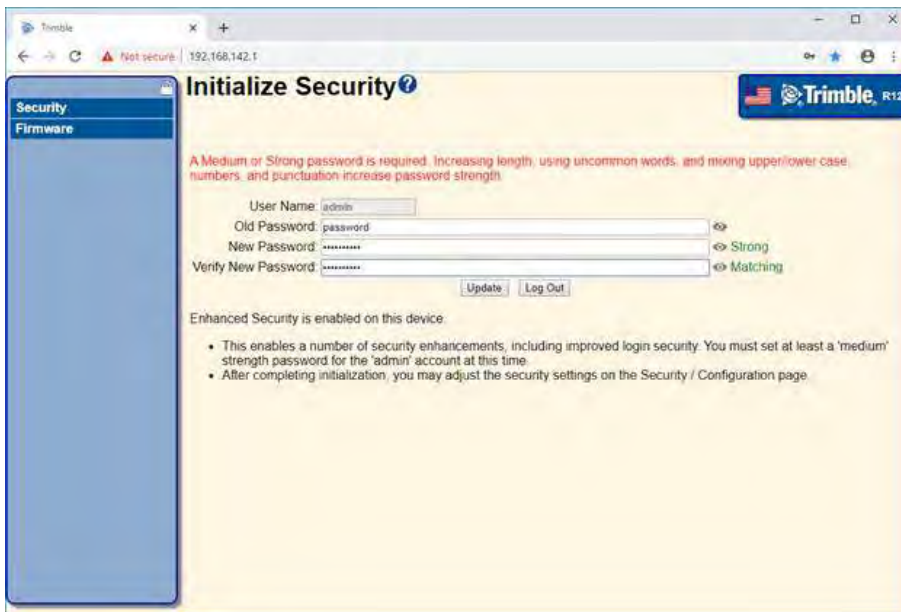 Trimble
Not secure 192.168.142.1
Initialize Security
Trimble. R12
Security
Firmware
A Medium or Strong password is required. Increasing length, using uncommon words, and mixing upper/lower case,
numbers, and punctuation increase password strength.
User Name: admin
Old Password: password
New Password: •••••••••• Strong
Verify New Password: •••••••••• Matching
Update Log Out
Enhanced Security is enabled on this device.
• This enables a number of security enhancements, including improved login security. You must set at least a 'medium'
strength password for the 'admin' account at this time.
• After completing initialization, you may adjust the security settings on the Security / Configuration page.